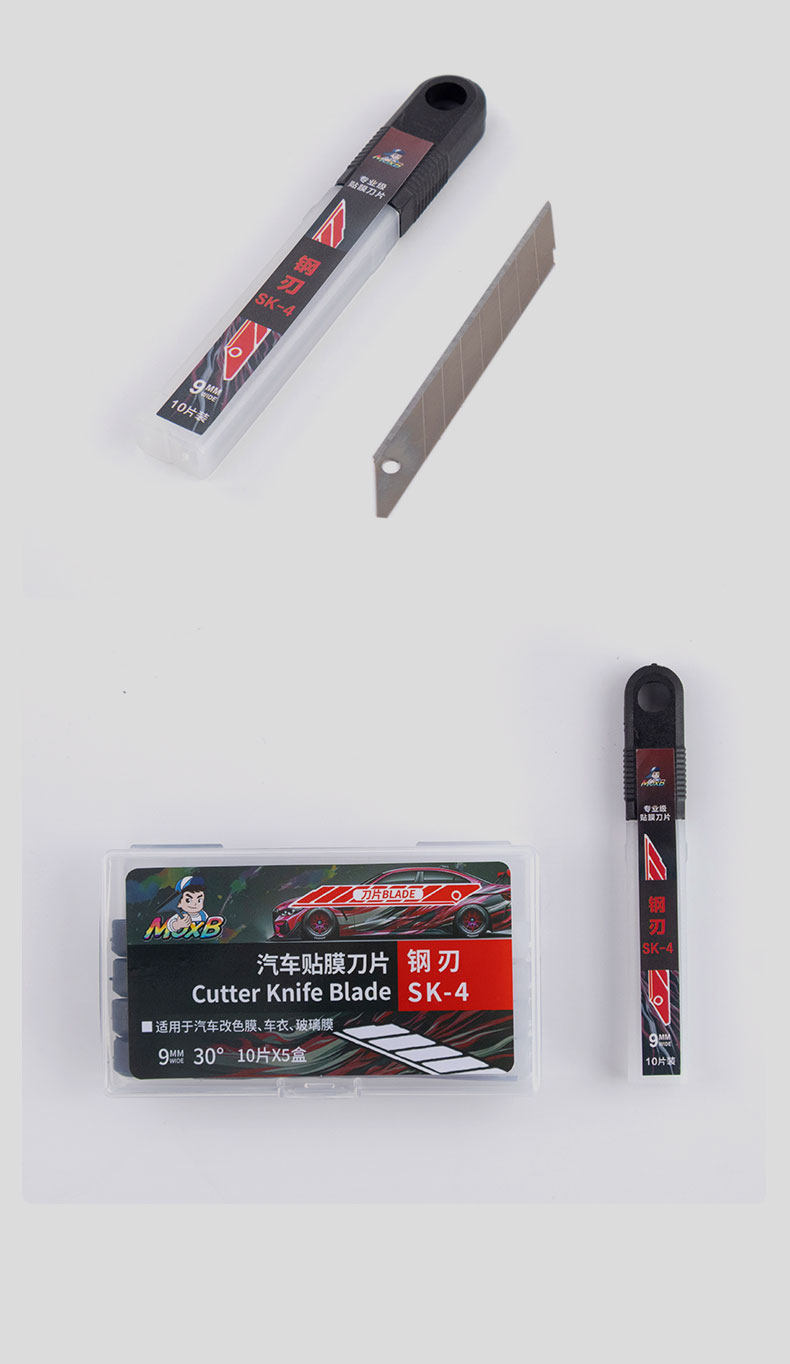 MOXB
专业级
贴膜刀片
钢
刃
SK-4
9MM
WIDE
10片装
MOXB
刀片BLADE
汽车贴膜刀片
Cutter Knife Blade
钢刃
SK-4
适用于汽车改色膜、车衣、玻璃膜
9MM
WIDE
30°
10片X5盒
MOXB
专业级
贴膜刀片
钢
刃
SK-4
9MM
WIDE
10片装